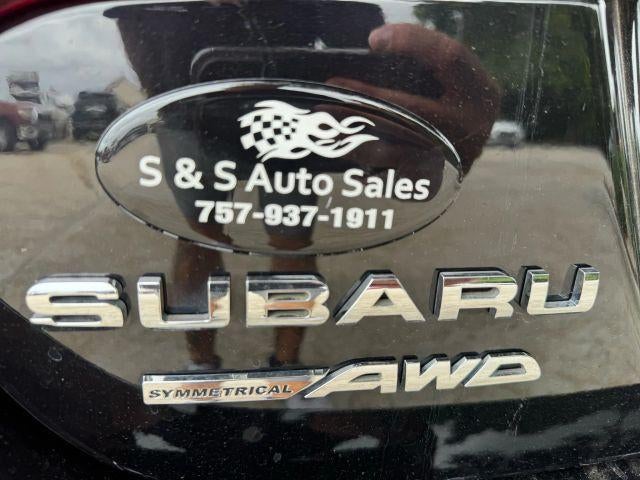 S & S Auto Sales
757-937-1911
SUBARU
SYMMETRICAL AWD